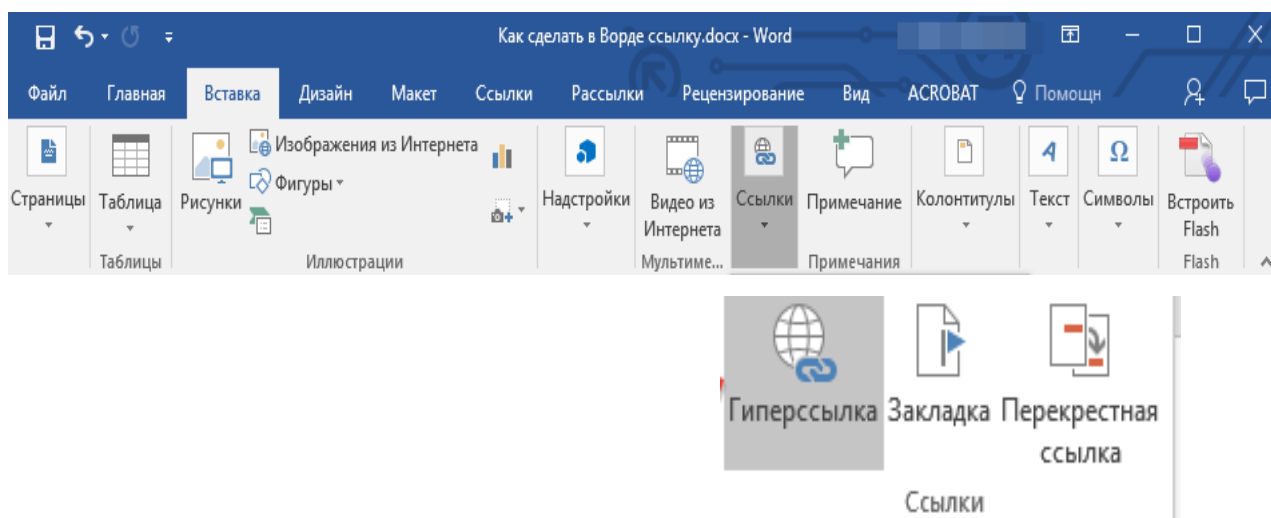 Как сделать в Ворде ссылку.docx - Word
Файл Главная Вставка Дизайн Макет Ссылки Рассылки Рецензирование Вид ACROBAT Помощн
Страницы
Таблица
Таблицы
Рисунки
Изображения из Интернета
Фигуры
Иллюстрации
Надстройки
Видео из
Интернета
Мультиме...
Ссылки
Примечание
Примечания
Колонтитулы
Текст
Символы
Встроить
Flash
Flash
Гиперссылка Закладка Перекрестная
ссылка
Ссылки